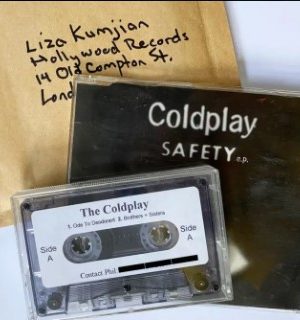 Liza Kumjian
Hollywood Records
14 Old Compton St.
Lond
Coldplay
SAFETY e.p.
The Coldplay
1. Ode To Deodorant 2. Brothers + Sisters
Side
A
Side
A
Contact Phil